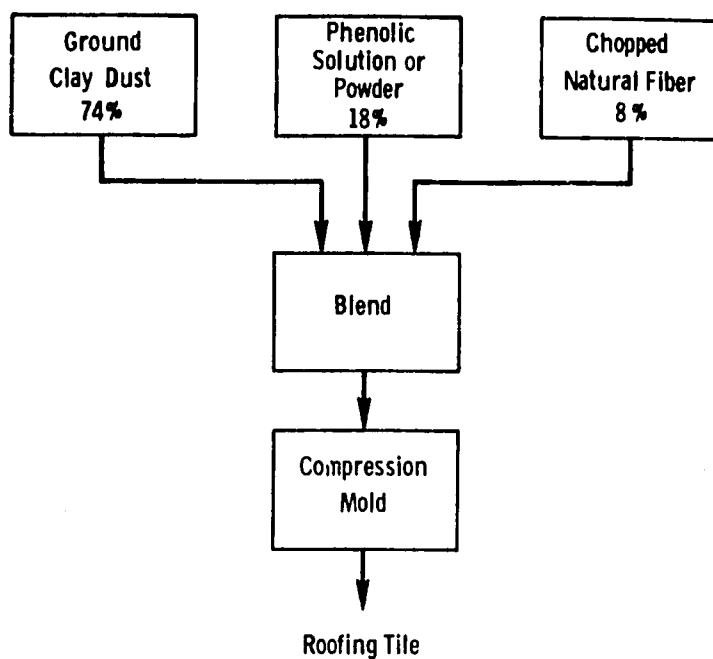 Ground
Clay Dust
74%
Phenolic
Solution or
Powder
18%
Chopped
Natural Fiber
8%
Blend
Compression
Mold
Roofing Tile